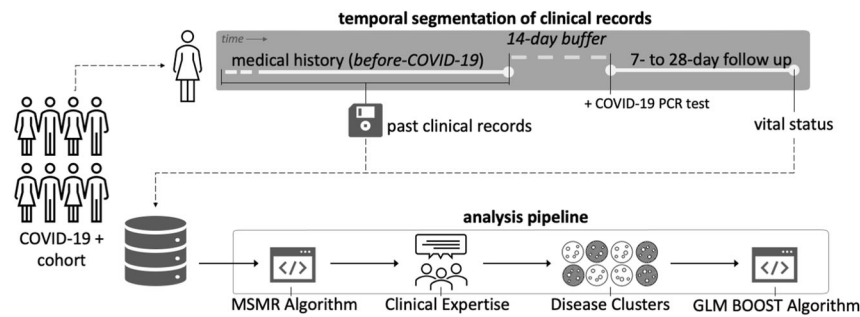 temporal segmentation of clinical records
time
14-day buffer
medical history (before-COVID-19)
7- to 28-day follow up
+ COVID-19 PCR test
past clinical records
vital status
COVID-19 +
cohort
analysis pipeline
</>
</>
MSMR Algorithm
Clinical Expertise
Disease Clusters
GLM BOOST Algorithm